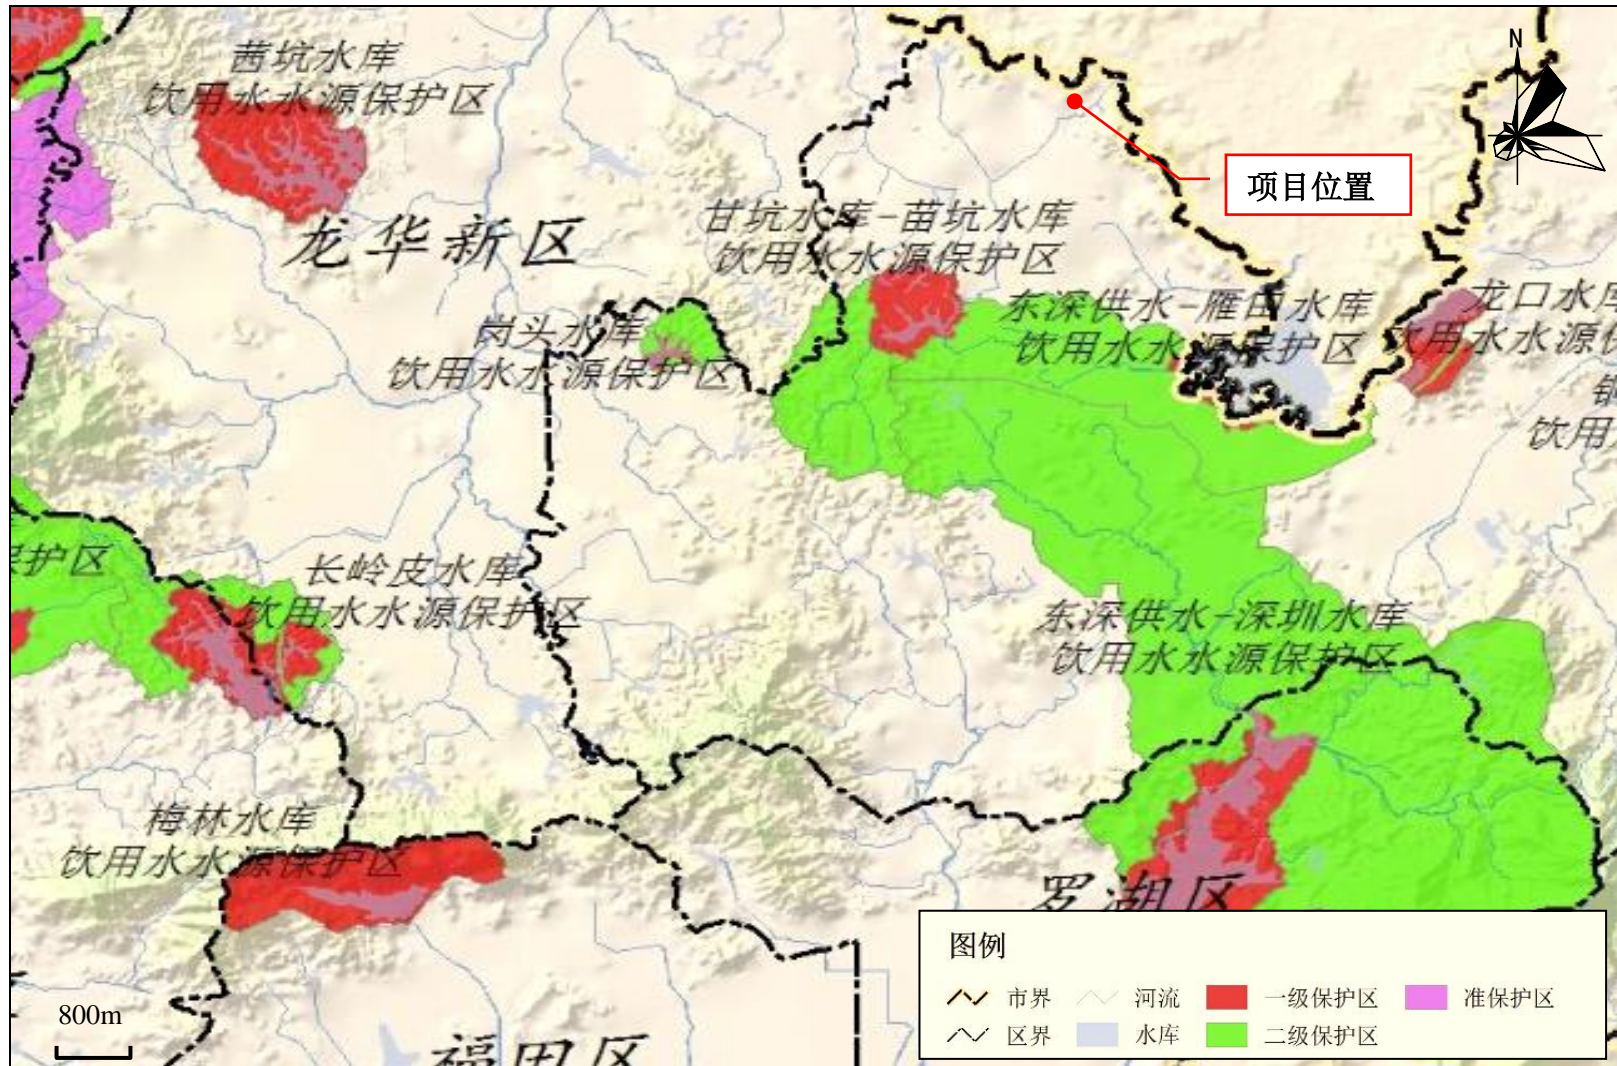 茜坑水库
饮用水水源保护区
N
项目位置
龙华新区
甘坑水库-苗坑水库
饮用水水源保护区
东深供水-雁田水库
饮用水水源保护区
龙口水库
饮用水水源保
岗头水库
饮用水水源保护区
饮用
保护区
长岭皮水库
饮用水水源保护区
东深供水-深圳水库
饮用水水源保护区
梅林水库
饮用水水源保护区
罗湖区
福田区
800m
图例
市界 河流 一级保护区 准保护区
区界 水库 二级保护区